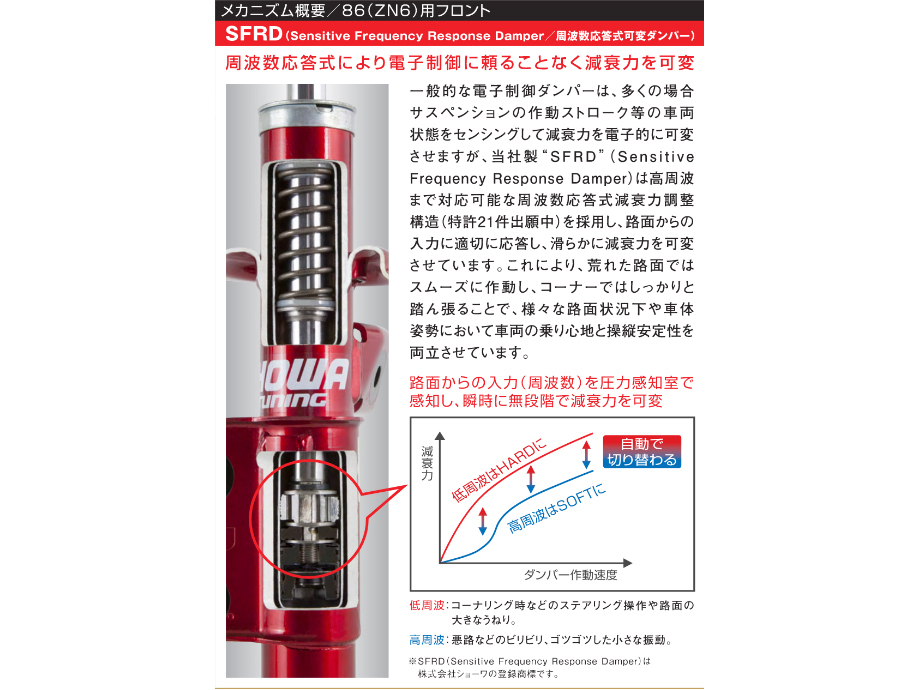 メカニズム概要／86（ZN6）用フロント
SFRD（Sensitive Frequency Response Damper／周波数応答式可変ダンパー）
周波数応答式により電子制御に頼ることなく減衰力を可変
一般的な電子制御ダンパーは、多くの場合
サスペンションの作動ストローク等の車両
状態をセンシングして減衰力を電子的に可変
させますが、当社製“SFRD”（Sensitive
Frequency Response Damper）は高周波
まで対応可能な周波数応答式減衰力調整
構造（特許21件出願中）を採用し、路面からの
入力に適切に応答し、滑らかに減衰力を可変
させています。これにより、荒れた路面では
スムーズに作動し、コーナーではしっかりと
踏ん張ることで、様々な路面状況下や車体
姿勢において車両の乗り心地と操縦安定性を
両立させています。
HOWA
TUNING
路面からの入力（周波数）を圧力感知室で
感知し、瞬時に無段階で減衰力を可変
減衰力
低周波はHARDに
自動で
切り替わる
高周波はSOFTに
ダンパー作動速度
低周波：コーナリング時などのステアリング操作や路面の
大きなうねり。
高周波：悪路などのビリビリ、ゴツゴツした小さな振動。
※SFRD（Sensitive Frequency Response Damper）は
株式会社ショーワの登録商標です。